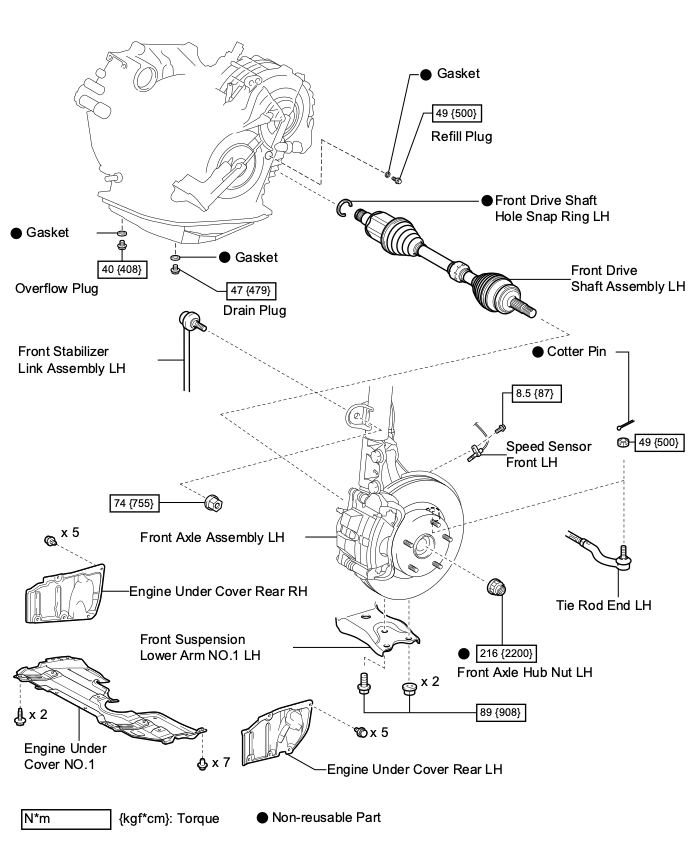 Gasket
49 {500}
Refill Plug
Front Drive Shaft
Hole Snap Ring LH
Gasket
Gasket
40 {408}
Overflow Plug
47 {479}
Drain Plug
Front Drive
Shaft Assembly LH
Front Stabilizer
Link Assembly LH
Cotter Pin
8.5 {87}
49 {500}
Speed Sensor
Front LH
74 {755}
Front Axle Assembly LH
x 5
Engine Under Cover Rear RH
Tie Rod End LH
Front Suspension
Lower Arm NO.1 LH
216 {2200}
Front Axle Hub Nut LH
x 2
89 {908}
x 2
Engine Under
Cover NO.1
x 7
x 5
Engine Under Cover Rear LH
N*m {kgf*cm}: Torque Non-reusable Part